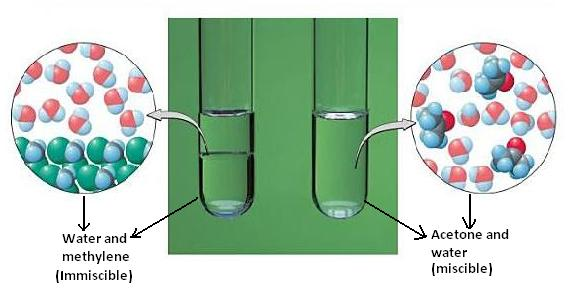 Water and
methylene
(Immiscible)
Acetone and
water
(miscible)